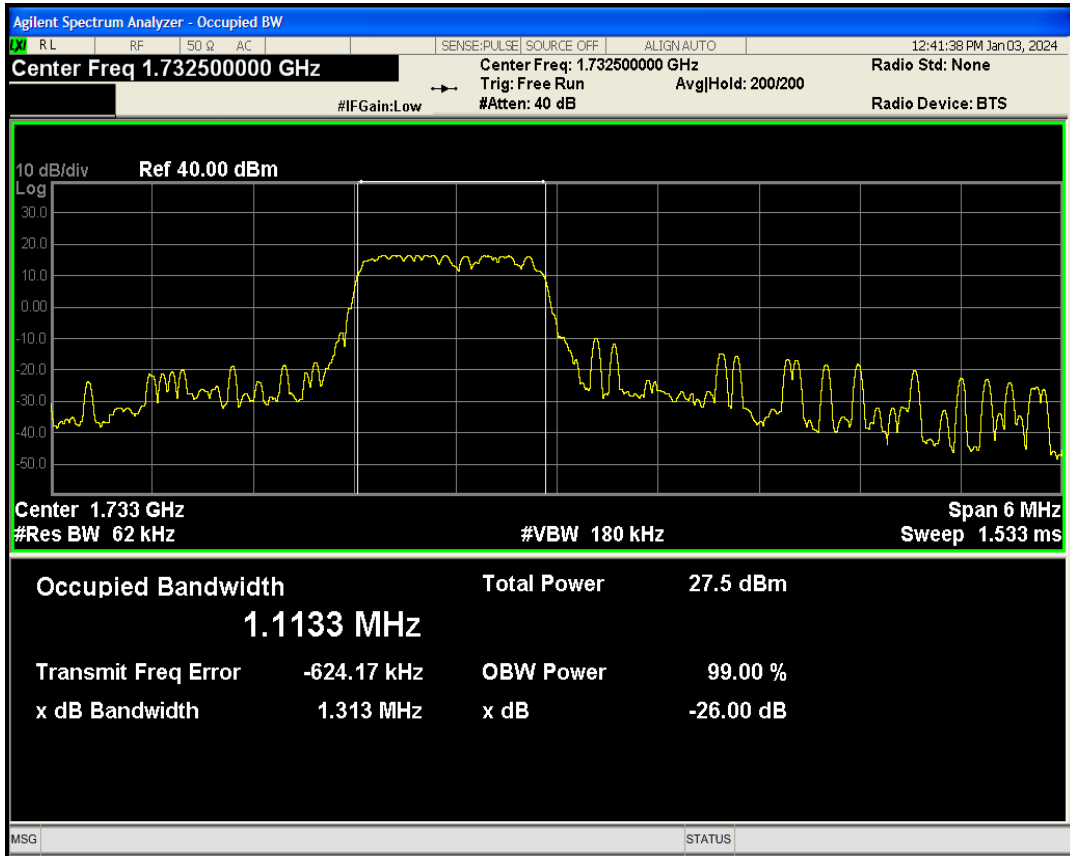 Agilent Spectrum Analyzer - Occupied BW
LXI RL RF 50 Ω AC SENSE:PULSE SOURCE OFF ALIGN AUTO 12:41:38 PM Jan 03, 2024
Center Freq 1.732500000 GHz Center Freq: 1.732500000 GHz Radio Std: None
Trig: Free Run Avg|Hold: 200/200
#IFGain:Low #Atten: 40 dB Radio Device: BTS
10 dB/div Ref 40.00 dBm
Log
30.0
20.0
10.0
0.00
-10.0
-20.0
-30.0
-40.0
-50.0
Center 1.733 GHz Span 6 MHz
#Res BW 62 kHz #VBW 180 kHz Sweep 1.533 ms
Occupied Bandwidth Total Power 27.5 dBm
1.1133 MHz
Transmit Freq Error -624.17 kHz OBW Power 99.00 %
x dB Bandwidth 1.313 MHz x dB -26.00 dB
MSG STATUS